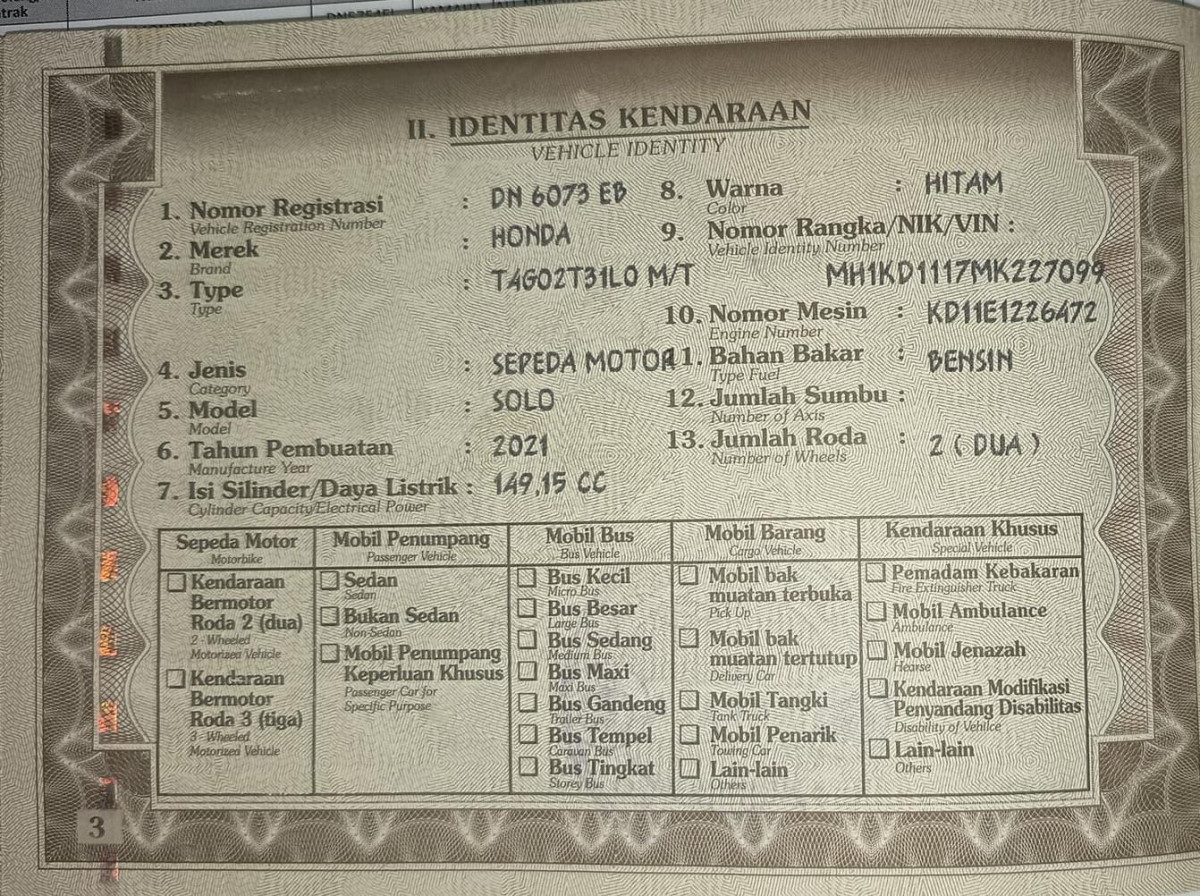 trak
II. IDENTITAS KENDARAAN
VEHICLE IDENTITY
1. Nomor Registrasi : DN 6073 EB
Vehicle Registration Number
2. Merek : HONDA
Brand
3. Type : T4G02T31L0 M/T
Type
4. Jenis : SEPEDA MOTOR
Category
5. Model : SOLO
Model
6. Tahun Pembuatan : 2021
Manufacture Year
7. Isi Silinder/Daya Listrik : 149,15 CC
Cylinder Capacity/Electrical Power
8. Warna : HITAM
Color
9. Nomor Rangka/NIK/VIN :
Vehicle Identity Number
MH1KD1117MK227099
10. Nomor Mesin : KD11E1226472
Engine Number
11. Bahan Bakar : BENSIN
Type Fuel
12. Jumlah Sumbu :
Number of Axis
13. Jumlah Roda : 2 ( DUA )
Number of Wheels
Sepeda Motor
Motorbike
Kendaraan
Bermotor
Roda 2 (dua)
2 - Wheeled
Motorized Vehicle
Kendaraan
Bermotor
Roda 3 (tiga)
3 - Wheeled
Motorized Vehicle
Mobil Penumpang
Passenger Vehicle
Sedan
Sedan
Bukan Sedan
Non-Sedan
Mobil Penumpang
Keperluan Khusus
Passenger Car for
Specific Purpose
Mobil Bus
Bus Vehicle
Bus Kecil
Micro Bus
Bus Besar
Large Bus
Bus Sedang
Medium Bus
Bus Maxi
Maxi Bus
Bus Gandeng
Trailer Bus
Bus Tempel
Caravan Bus
Bus Tingkat
Storey Bus
Mobil Barang
Cargo Vehicle
Mobil bak
muatan terbuka
Pick Up
Mobil bak
muatan tertutup
Delivery Car
Mobil Tangki
Tank Truck
Mobil Penarik
Towing Car
Lain-lain
Others
Kendaraan Khusus
Special Vehicle
Pemadam Kebakaran
Fire Extinguisher Truck
Mobil Ambulance
Ambulance
Mobil Jenazah
Hearse
Kendaraan Modifikasi
Penyandang Disabilitas
Disability of Vehilce
Lain-lain
Others
3